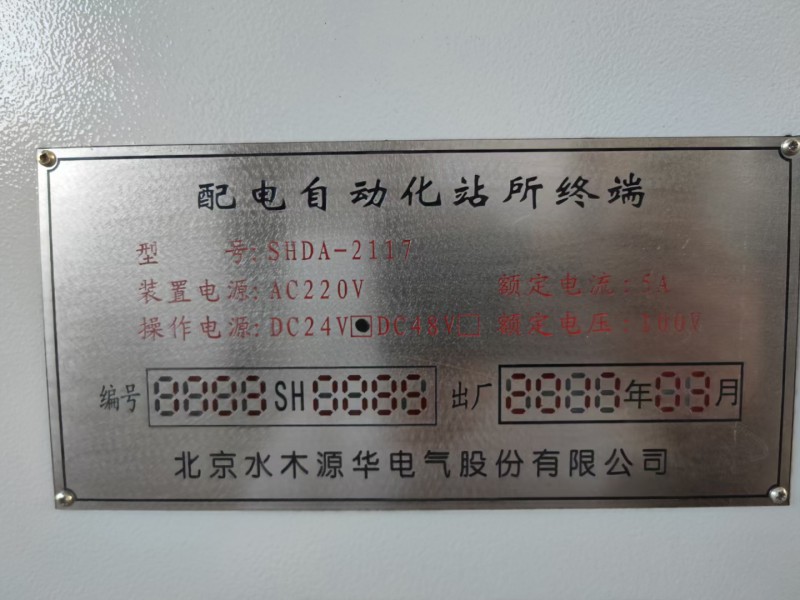 配电自动化站所终端
型 号: SHDA-2117
装置电源: AC220V 额定电流: 5A
操作电源: DC24V DC48V 额定电压: 100V
编号 SH 出厂 年 月
北京水木源华电气股份有限公司